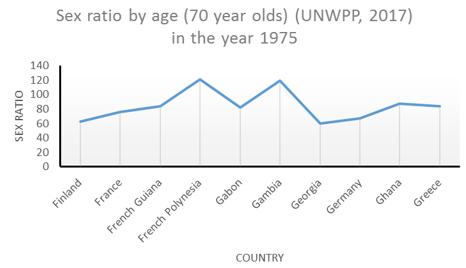 Sex ratio by age (70 year olds) (UNWPP, 2017)
in the year 1975
140
120
100
80
60
40
20
0
SEX RATIO
Finland
France
French Guiana
French Polynesia
Gabon
Gambia
Georgia
Germany
Ghana
Greece
COUNTRY